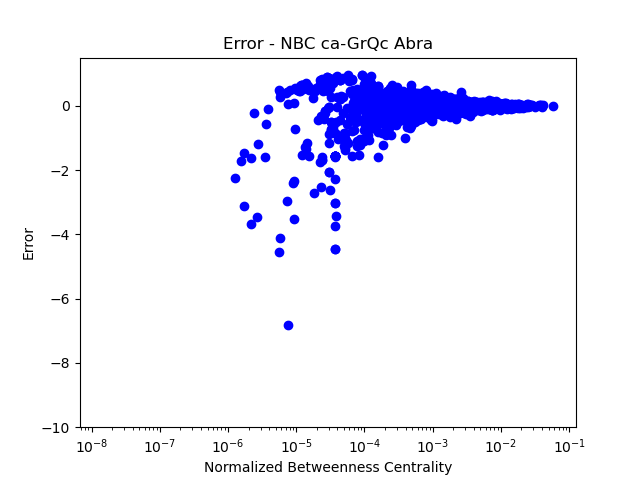 Error - NBC ca-GrQc Abra
Error
0
−2
−4
−6
−8
−10
10⁻⁸ 10⁻⁷ 10⁻⁶ 10⁻⁵ 10⁻⁴ 10⁻³ 10⁻² 10⁻¹
Normalized Betweenness Centrality